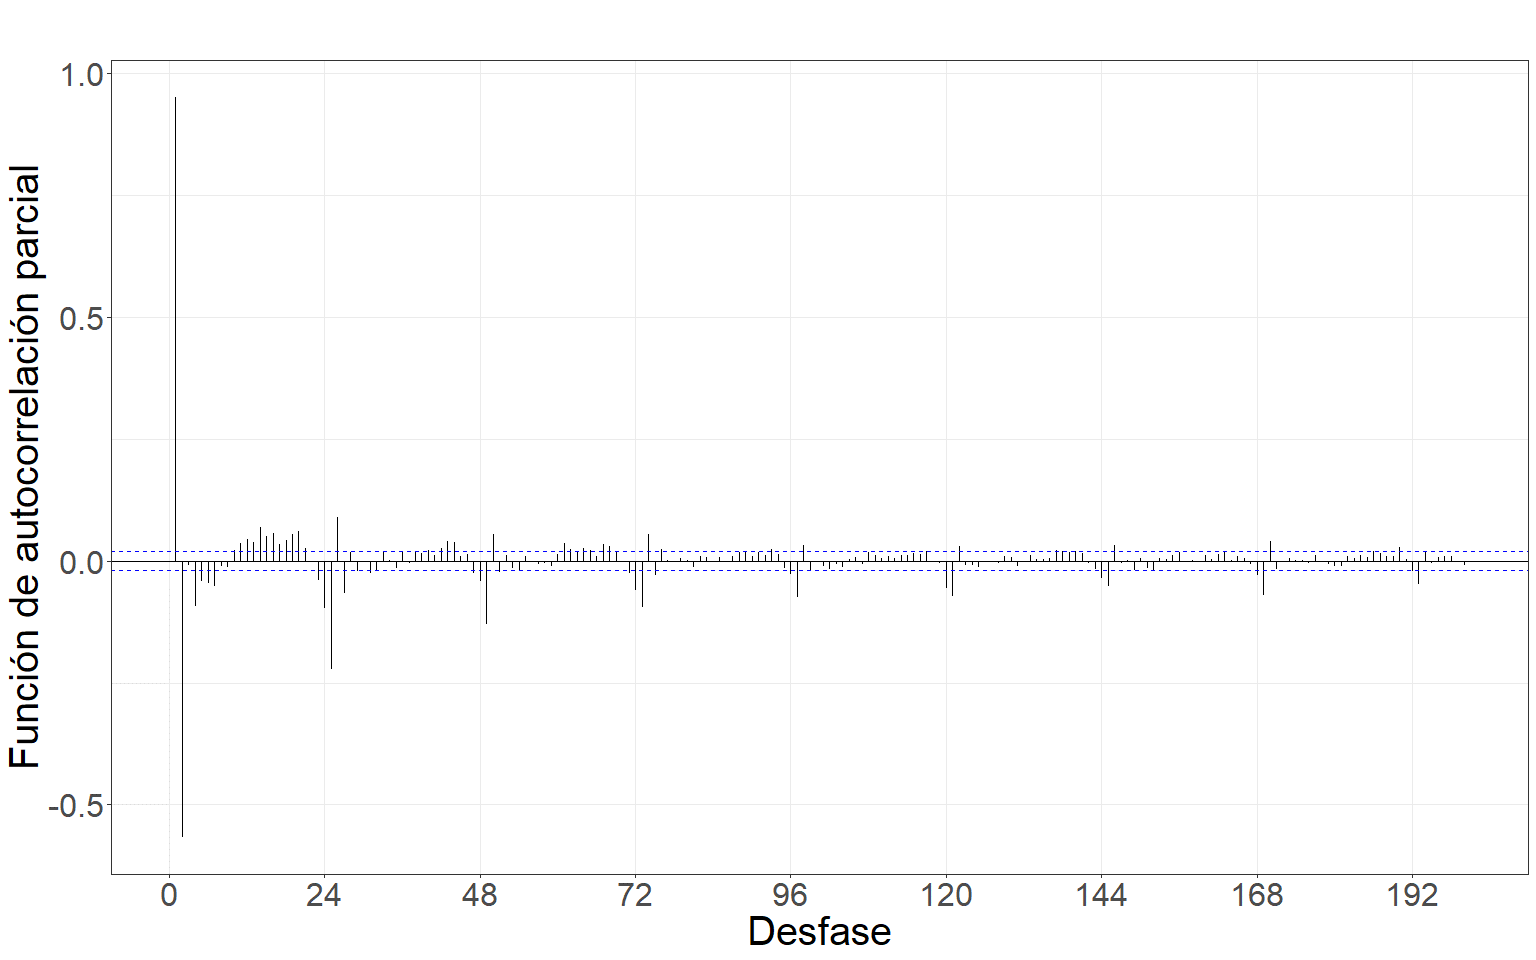 Función de autocorrelación parcial
1.0
0.5
0.0
-0.5
0 24 48 72 96 120 144 168 192
Desfase